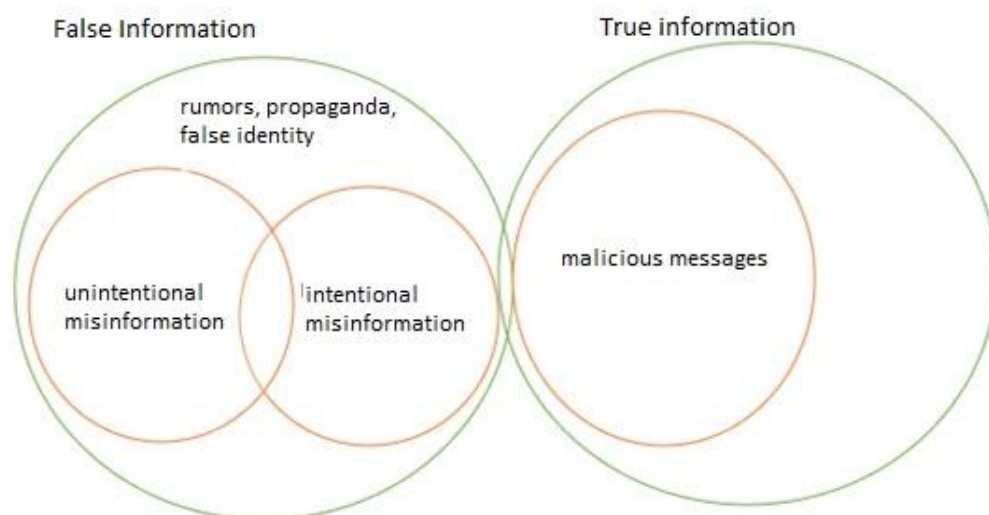 False Information
True information
rumors, propaganda,
false identity
unintentional
misinformation
intentional
misinformation
malicious messages